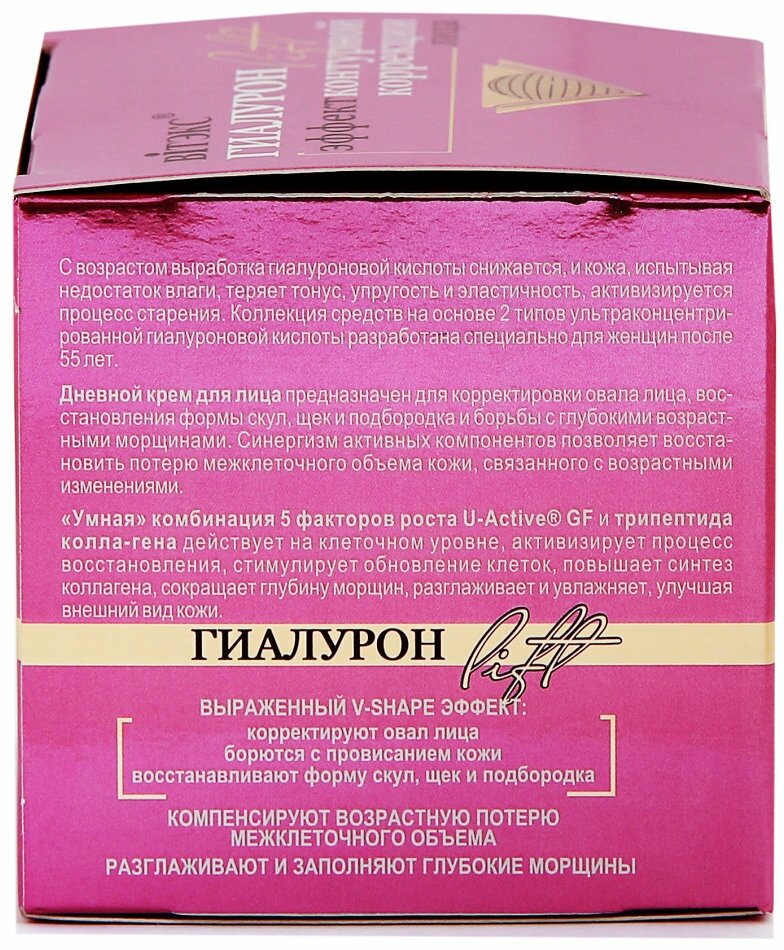 вітэкс®
ГИАЛУРОН Lift
эффект контурной
коррекции
С возрастом выработка гиалуроновой кислоты снижается, и кожа, испытывая
недостаток влаги, теряет тонус, упругость и эластичность, активизируется
процесс старения. Коллекция средств на основе 2 типов ультраконцентри-
рованной гиалуроновой кислоты разработана специально для женщин после
55 лет.
Дневной крем для лица предназначен для корректировки овала лица, вос-
становления формы скул, щек и подбородка и борьбы с глубокими возраст-
ными морщинами. Синергизм активных компонентов позволяет восста-
новить потерю межклеточного объема кожи, связанного с возрастными
изменениями.
«Умная» комбинация 5 факторов роста U-Active® GF и трипептида
колла-гена действует на клеточном уровне, активизирует процесс
восстановления, стимулирует обновление клеток, повышает синтез
коллагена, сокращает глубину морщин, разглаживает и увлажняет, улучшая
внешний вид кожи.
ГИАЛУРОН Lift
ВЫРАЖЕННЫЙ V-SHAPE ЭФФЕКТ:
корректируют овал лица
борются с провисанием кожи
восстанавливают форму скул, щек и подбородка
КОМПЕНСИРУЮТ ВОЗРАСТНУЮ ПОТЕРЮ
МЕЖКЛЕТОЧНОГО ОБЪЕМА
РАЗГЛАЖИВАЮТ И ЗАПОЛНЯЮТ ГЛУБОКИЕ МОРЩИНЫ